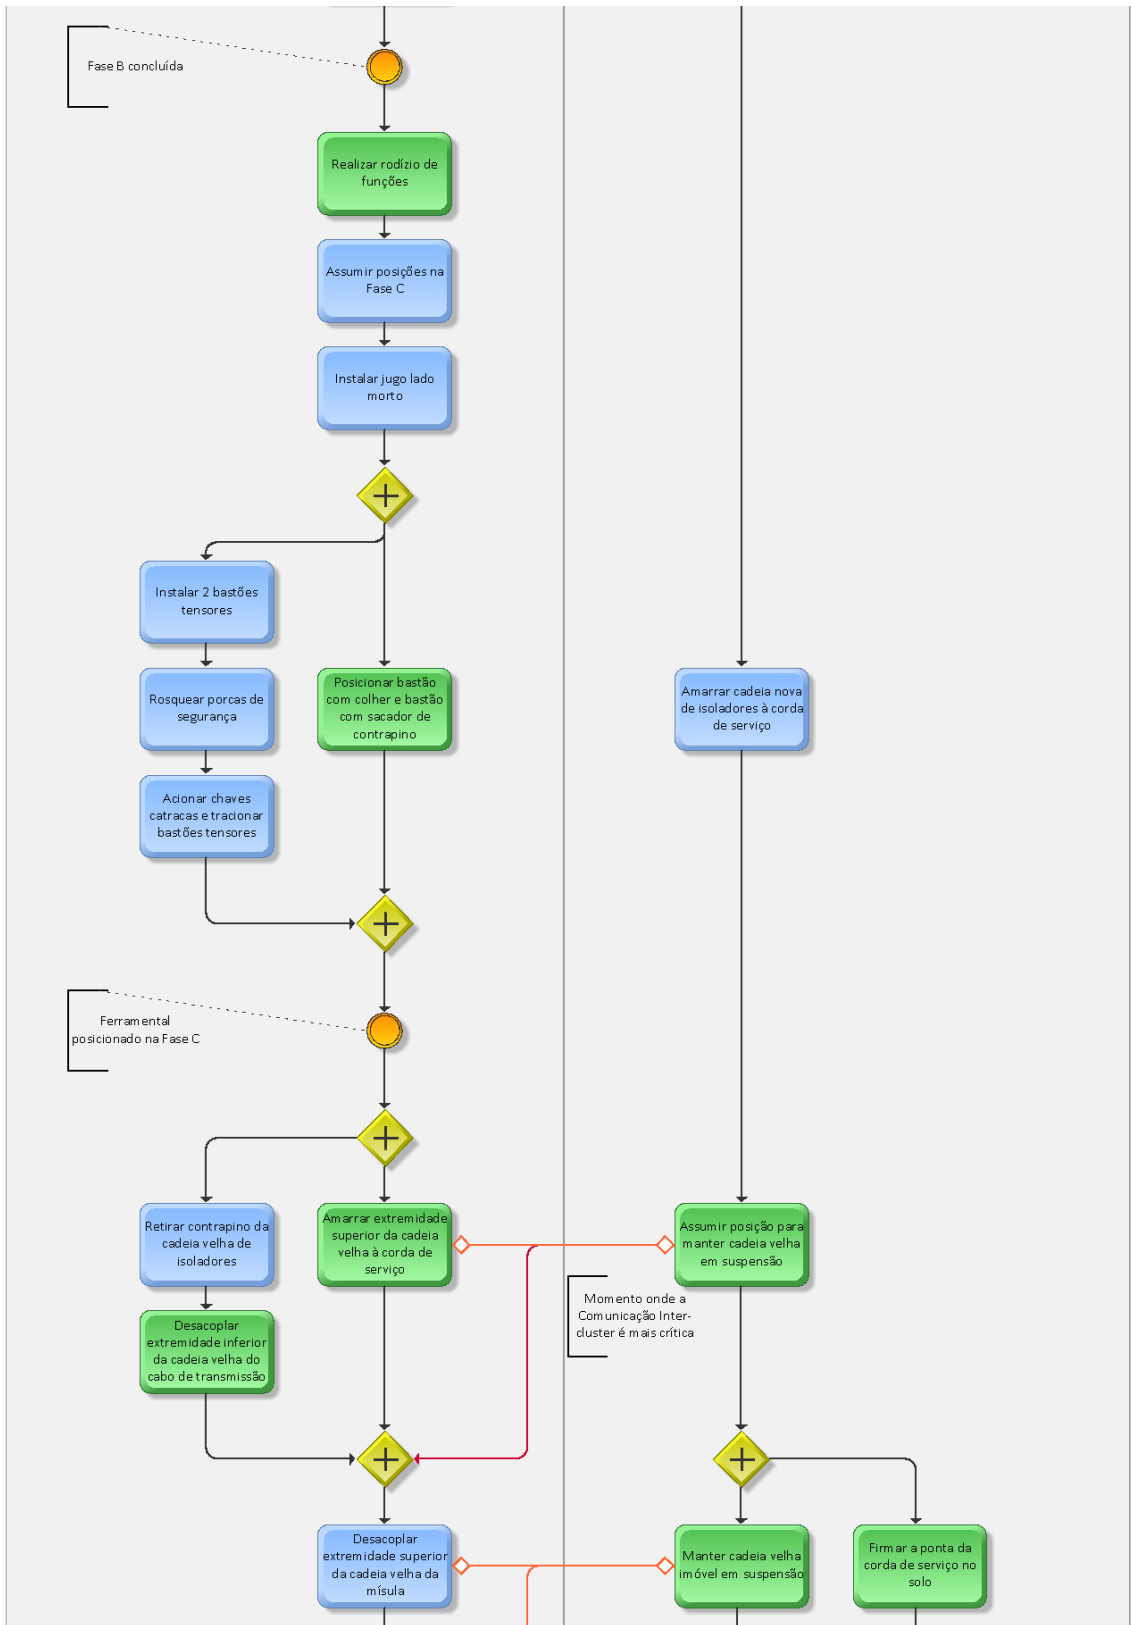 Fase B concluída
Realizar rodízio de
funções
Assumir posições na
Fase C
Instalar jugo lado
morto
Instalar 2 bastões
tensores
Rosquear porcas de
segurança
Posicionar bastão
com colher e bastão
com sacador de
contrapino
Amarrar cadeia nova
de isoladores à corda
de serviço
Acionar chaves
catracas e tracionar
bastões tensores
Ferramental
posicionado na Fase C
Retirar contrapino da
cadeia velha de
isoladores
Amarrar extremidade
superior da cadeia
velha à corda de
serviço
Assumir posição para
manter cadeia velha
em suspensão
Momento onde a
Comunicação Inter-
cluster é mais crítica
Desacoplar
extremidade inferior
da cadeia velha do
cabo de transmissão
Desacoplar
extremidade superior
da cadeia velha da
mísula
Manter cadeia velha
imóvel em suspensão
Firmar a ponta da
corda de serviço no
solo